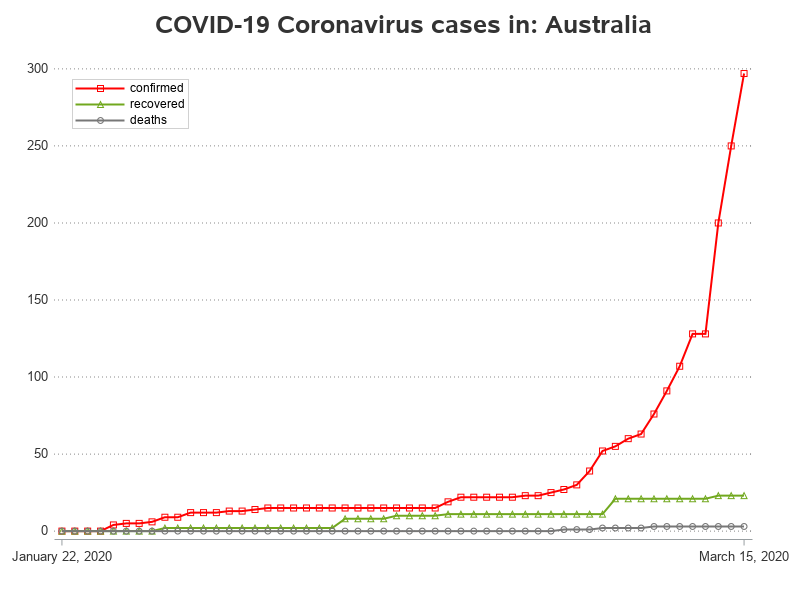 COVID-19 Coronavirus cases in: Australia
300
confirmed
recovered
deaths
250
200
150
100
50
0
January 22, 2020
March 15, 2020